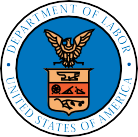 DEPARTMENT OF LABOR
UNITED STATES OF AMERICA